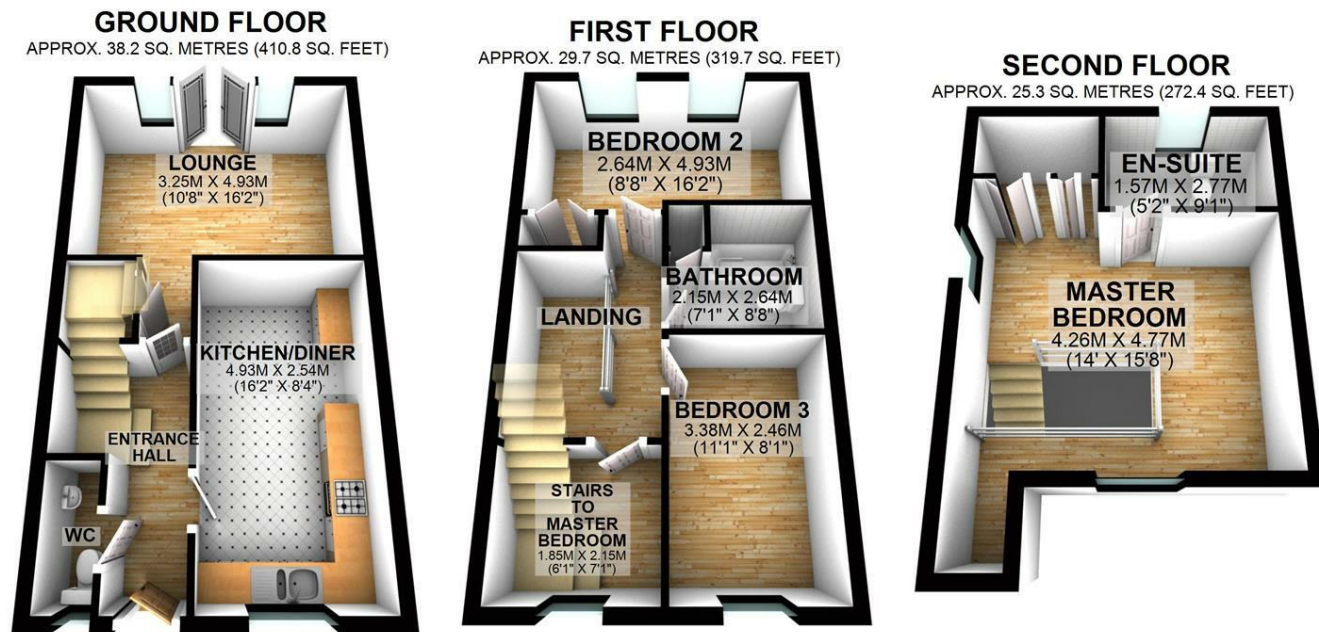 GROUND FLOOR
APPROX. 38.2 SQ. METRES (410.8 SQ. FEET)
LOUNGE
3.25M X 4.93M
(10'8" X 16'2")
KITCHEN/DINER
4.93M X 2.54M
(16'2" X 8'4")
ENTRANCE
HALL
WC
FIRST FLOOR
APPROX. 29.7 SQ. METRES (319.7 SQ. FEET)
BEDROOM 2
2.64M X 4.93M
(8'8" X 16'2")
BATHROOM
2.15M X 2.64M
(7'1" X 8'8")
LANDING
BEDROOM 3
3.38M X 2.46M
(11'1" X 8'1")
STAIRS
TO
MASTER
BEDROOM
1.85M X 2.15M
(6'1" X 7'1")
SECOND FLOOR
APPROX. 25.3 SQ. METRES (272.4 SQ. FEET)
EN-SUITE
1.57M X 2.77M
(5'2" X 9'1")
MASTER
BEDROOM
4.26M X 4.77M
(14' X 15'8")